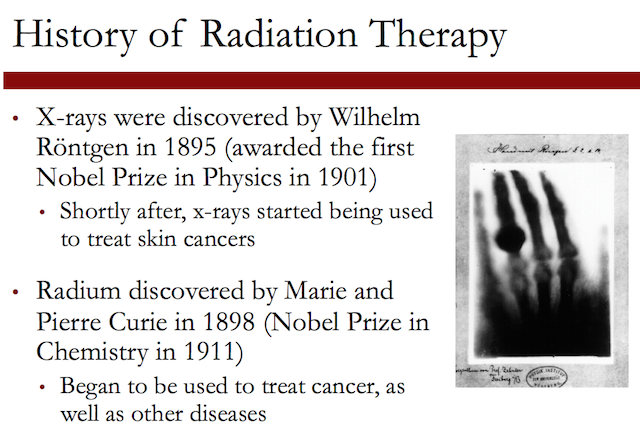 History of Radiation Therapy
• X-rays were discovered by Wilhelm
Röntgen in 1895 (awarded the first
Nobel Prize in Physics in 1901)
• Shortly after, x-rays started being used
to treat skin cancers
• Radium discovered by Marie and
Pierre Curie in 1898 (Nobel Prize in
Chemistry in 1911)
• Began to be used to treat cancer, as
well as other diseases
Hand mit Ringen